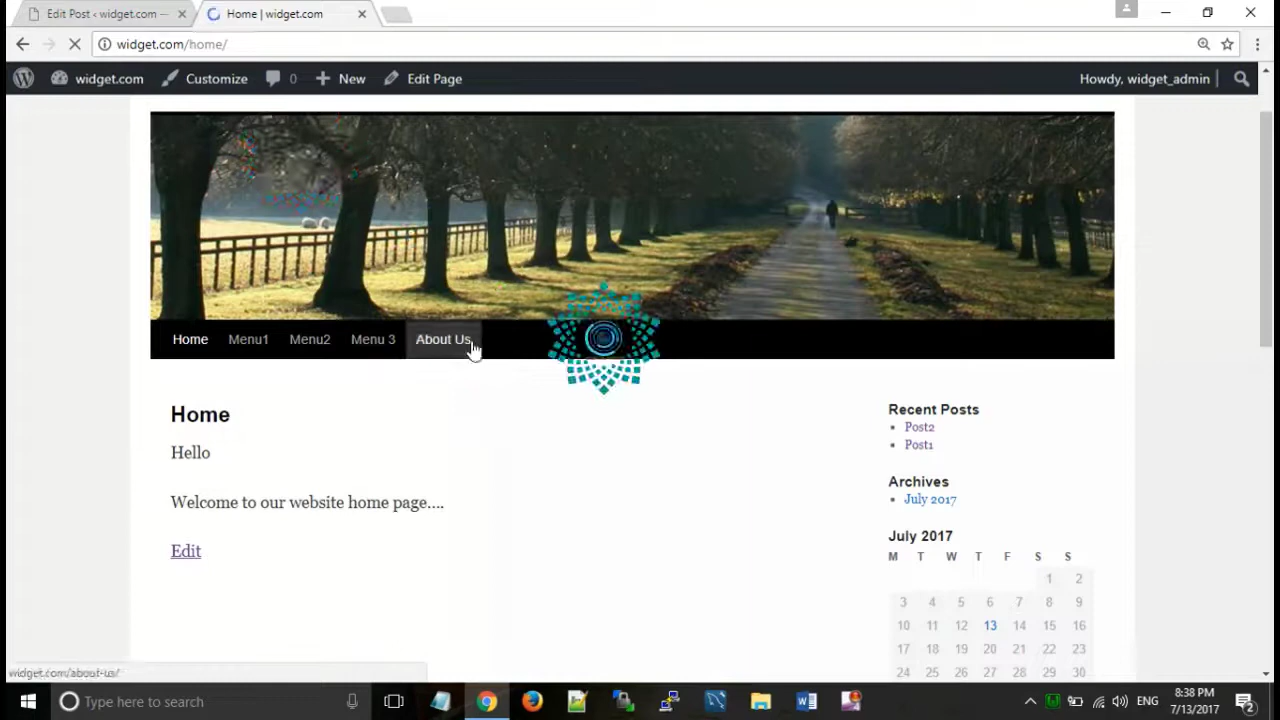 Edit Post ‹ widget.com —
Home | widget.com
widget.com/home/
widget.com
Customize
0
New
Edit Page
Howdy, widget_admin
Home
Menu1
Menu2
Menu 3
About Us
Home
Hello
Welcome to our website home page....
Edit
Recent Posts
Post2
Post1
Archives
July 2017
July 2017
M T W T F S S
1 2
3 4 5 6 7 8 9
10 11 12 13 14 15 16
17 18 19 20 21 22 23
24 25 26 27 28 29 30
widget.com/about-us/
Type here to search
ENG
8:38 PM
7/13/2017
2